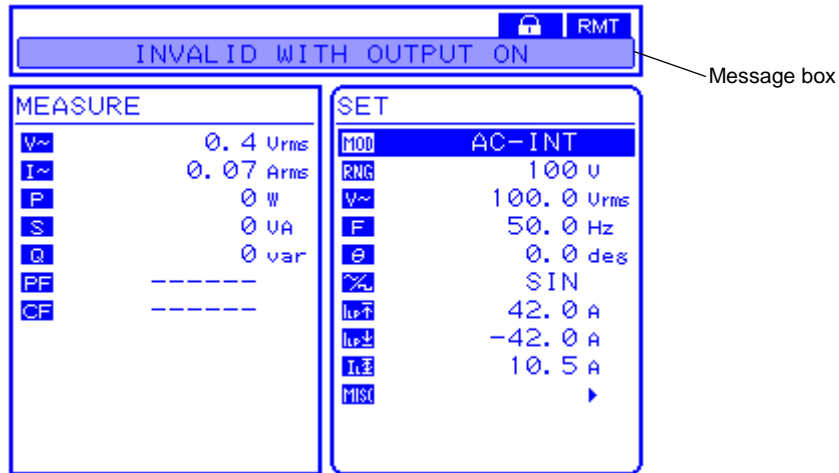 RMT
INVALID WITH OUTPUT ON
Message box
MEASURE
V~ 0.4 Vrms
I~ 0.07 Arms
P 0 W
S 0 VA
Q 0 var
PF ------
CF ------
SET
MOD AC-INT
RNG 100 V
V~ 100.0 Vrms
F 50.0 Hz
θ 0.0 deg
SIN
42.0 A
-42.0 A
10.5 A
MISC